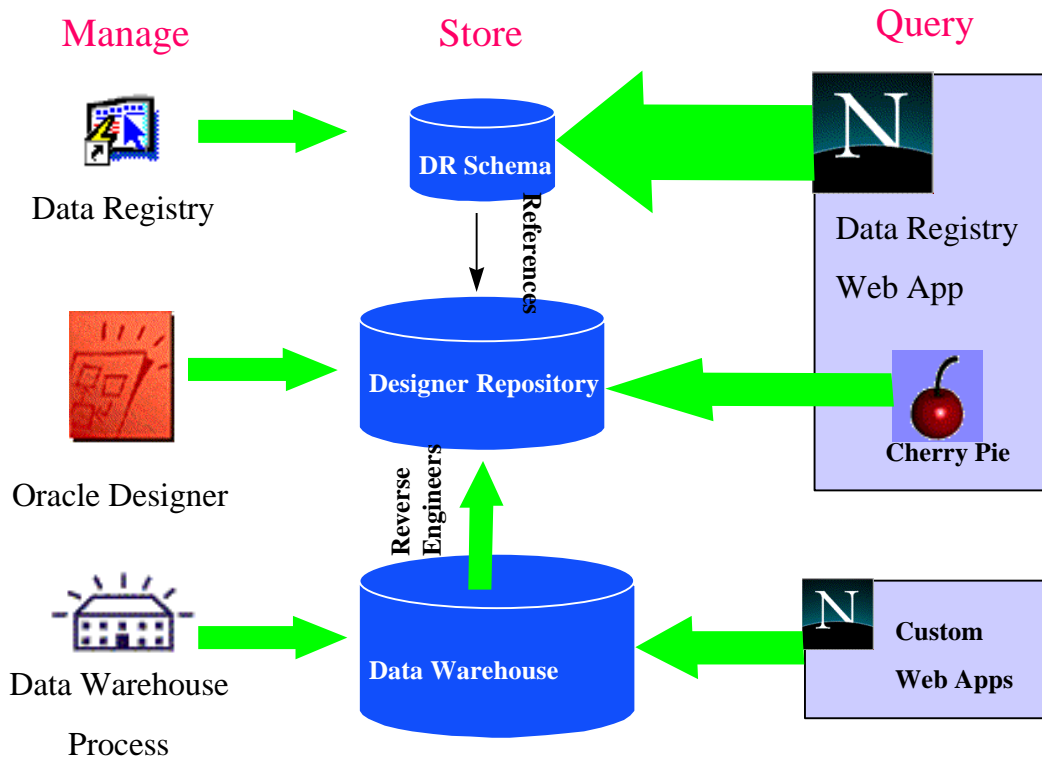 Manage
Store
Query
N
DR Schema
Data Registry
References
Data Registry
Web App
Designer Repository
Cherry Pie
Oracle Designer
Reverse
Engineers
N
Custom
Data Warehouse
Web Apps
Data Warehouse
Process